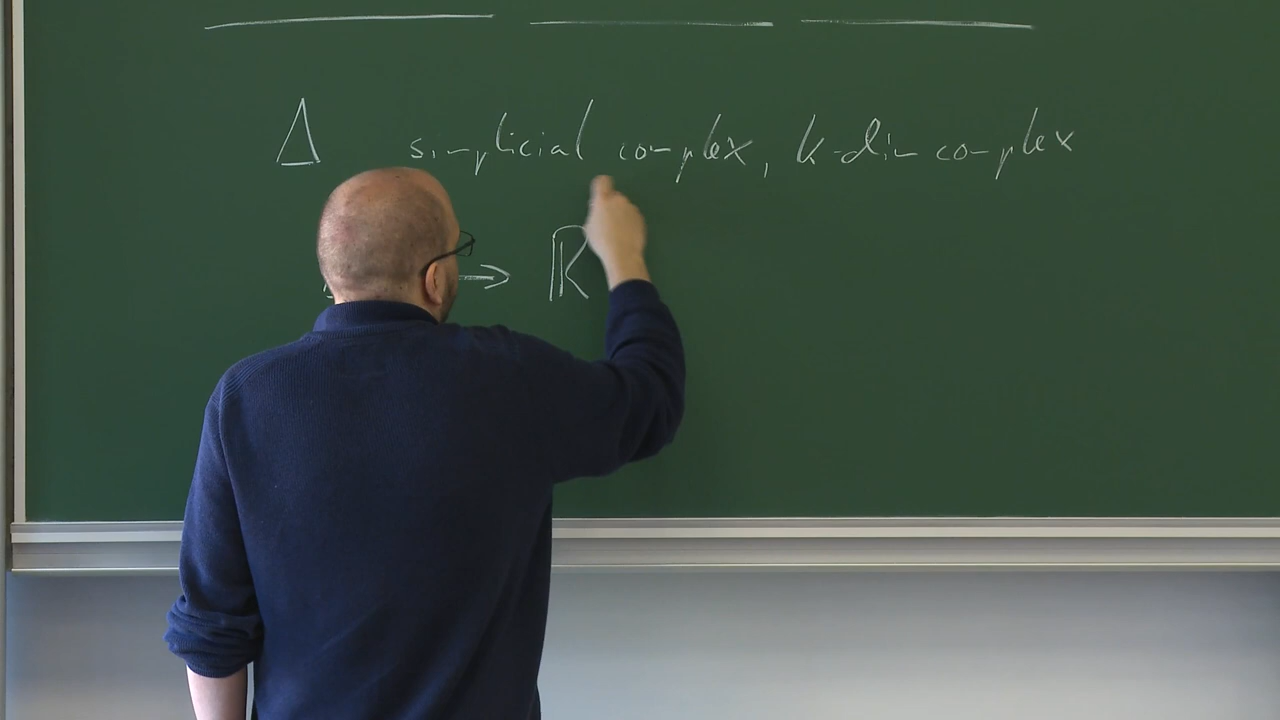 Δ simplicial complex, k-dim complex
→ ℝ